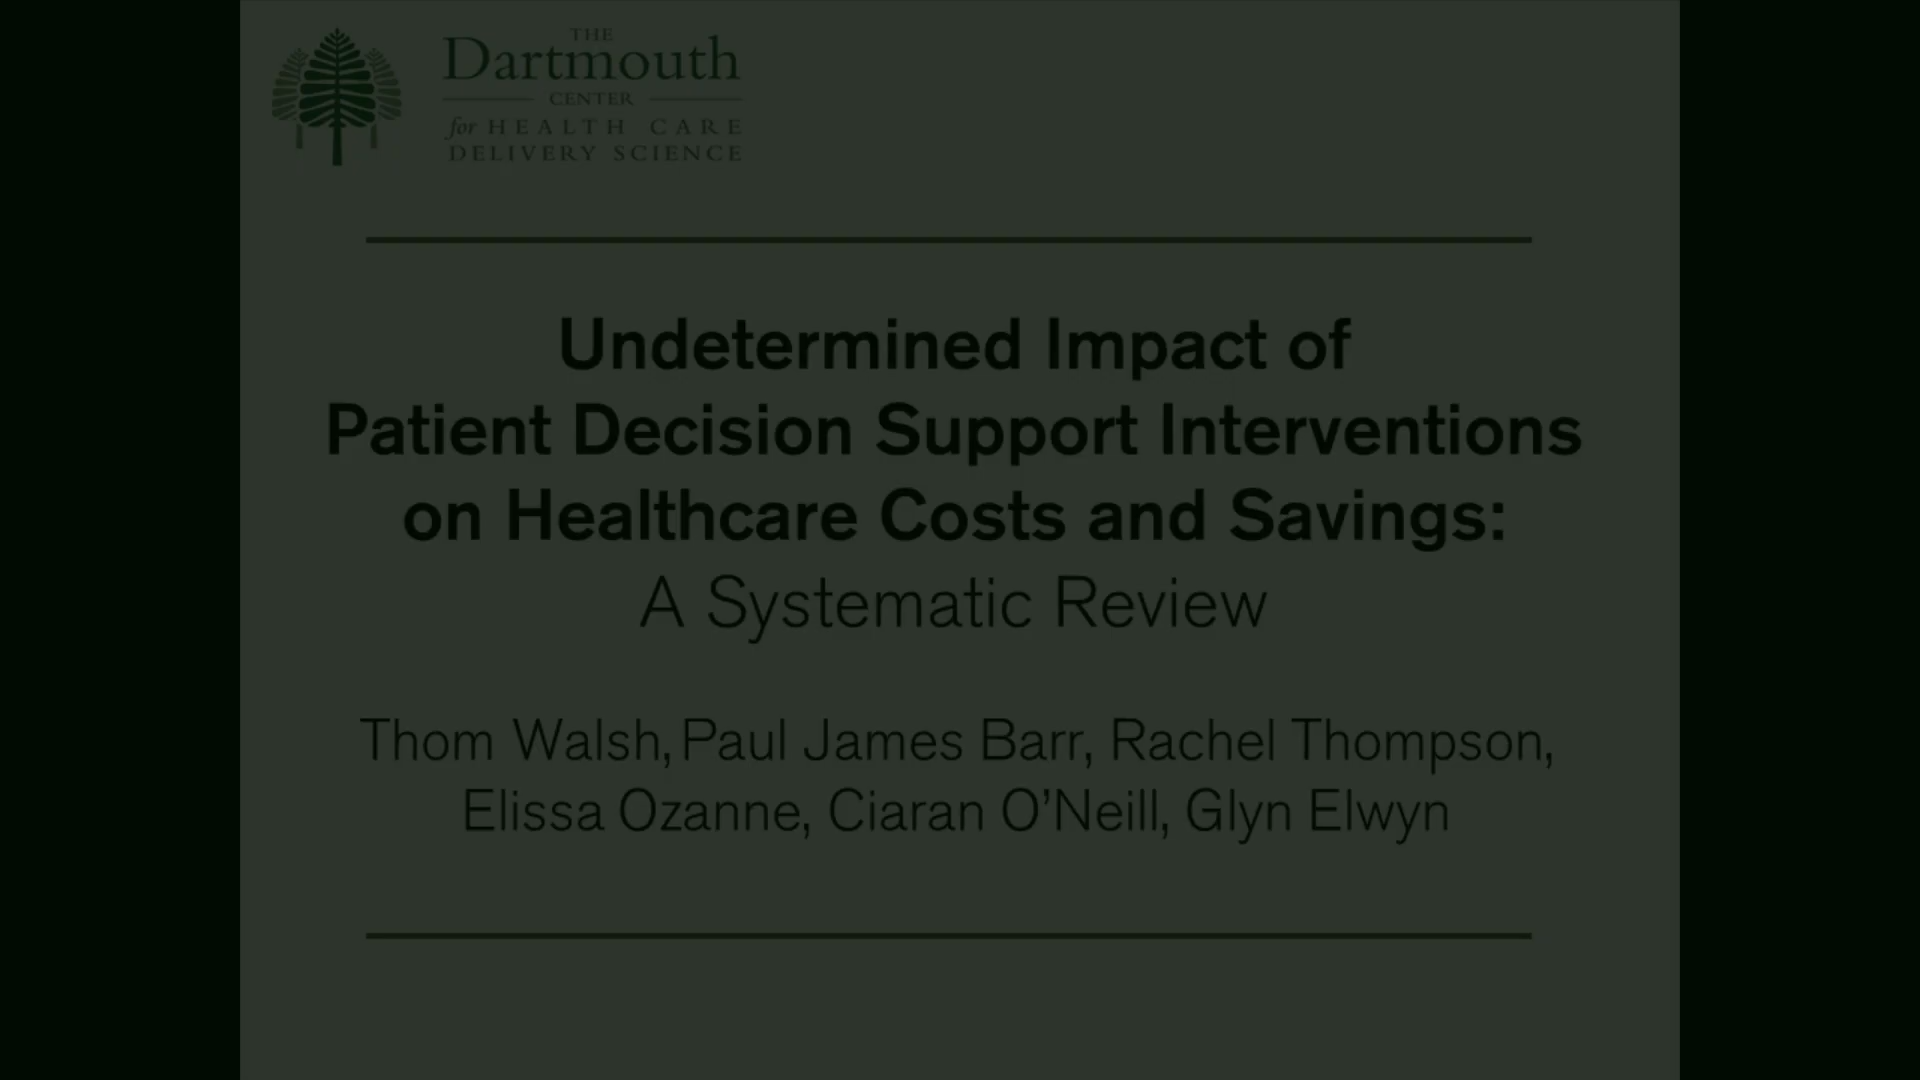 THE
Dartmouth
CENTER
for HEALTH CARE
DELIVERY SCIENCE
Undetermined Impact of
Patient Decision Support Interventions
on Healthcare Costs and Savings:
A Systematic Review
Thom Walsh, Paul James Barr, Rachel Thompson,
Elissa Ozanne, Ciaran O’Neill, Glyn Elwyn